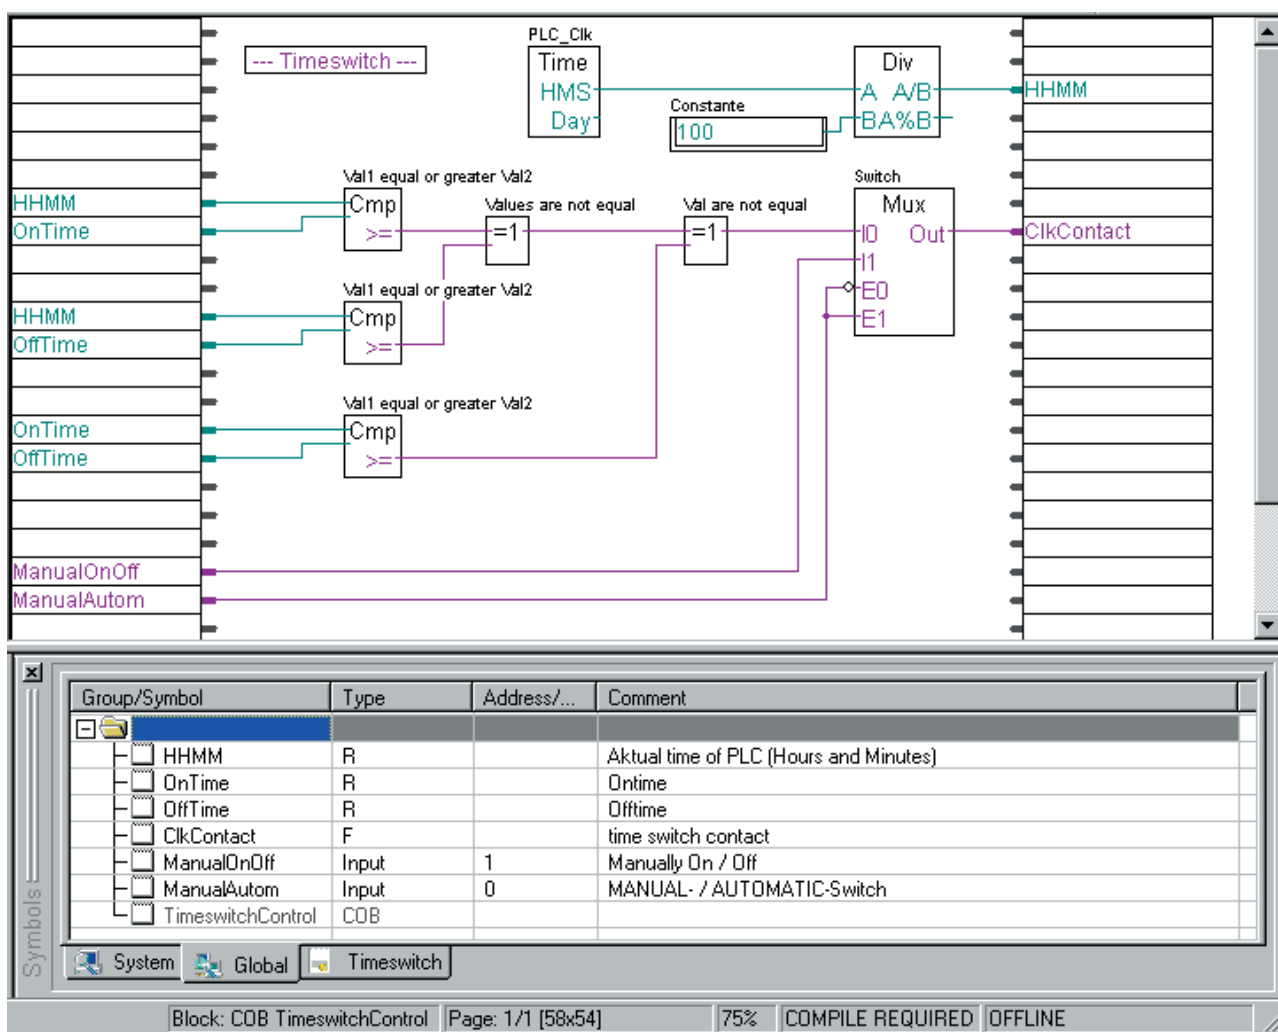 PLC_Clk
--- Timeswitch ---
Time
Div
HMS
A A/B
HHMM
Constante
Day
100
B A%B
Val1 equal or greater Val2
Switch
HHMM
Cmp
Values are not equal
Val are not equal
Mux
OnTime
>=
=1
=1
I0 Out
ClkContact
I1
Val1 equal or greater Val2
E0
HHMM
Cmp
E1
OffTime
>=
Val1 equal or greater Val2
OnTime
Cmp
OffTime
>=
ManualOnOff
ManualAutom
Group/Symbol Type Address/... Comment
HHMM R Aktual time of PLC (Hours and Minutes)
OnTime R Ontime
OffTime R Offtime
ClkContact F time switch contact
ManualOnOff Input 1 Manually On / Off
ManualAutom Input 0 MANUAL- / AUTOMATIC-Switch
TimeswitchControl COB
Symbols
System Global Timeswitch
Block: COB TimeswitchControl Page: 1/1 [58x54] 75% COMPILE REQUIRED OFFLINE